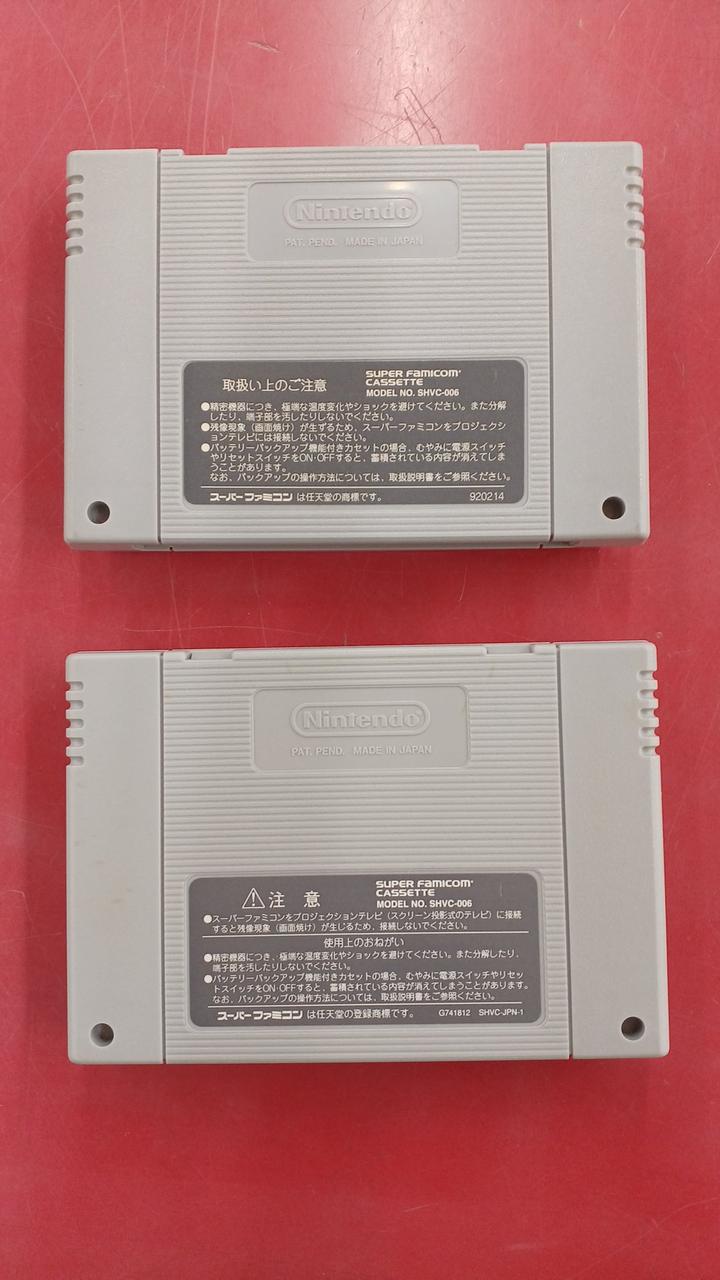 Nintendo
PAT. PEND. MADE IN JAPAN
取扱い上のご注意
SUPER FAMICOM
CASSETTE
MODEL NO. SHVC-006
●精密機器につき、極端な温度変化やショックを避けてください。また分解
したり、端子部を汚したりしないでください。
●残像現象(画面焼け)が生ずるため、スーパーファミコンをプロジェクシ
ョンテレビには接続しないでください。
●バッテリーバックアップ機能付きカセットの場合、むやみに電源スイッチ
やリセットスイッチをON・OFFすると、蓄積されている内容が消えてしま
うことがあります。
なお、バックアップの操作方法については、取扱説明書をご参照ください。
スーパーファミコン は任天堂の商標です。 920214
Nintendo
PAT. PEND. MADE IN JAPAN
⚠注 意
SUPER FAMICOM
CASSETTE
MODEL NO. SHVC-006
●スーパーファミコンをプロジェクションテレビ(スクリーン投影式のテレビ)に接続
すると残像現象(画面焼け)が生じるため、接続しないでください。
使用上のおねがい
●精密機器につき、極端な温度変化やショックを避けてください。また分解したり、
端子部を汚したりしないでください。
●バッテリーバックアップ機能付きカセットの場合、むやみに電源スイッチやリセッ
トスイッチをON・OFFすると、蓄積されている内容が消えてしまうことがあります。
なお、バックアップの操作方法については、取扱説明書をご参照ください。
スーパーファミコン は任天堂の登録商標です。 G741812 SHVC-JPN-1